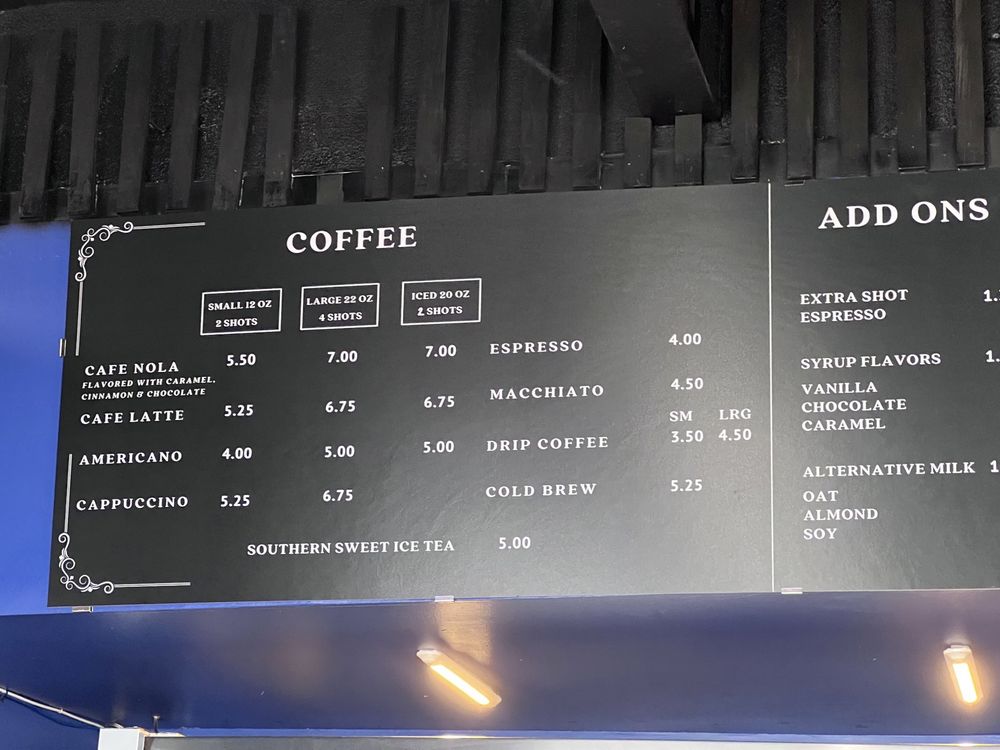 COFFEE
SMALL 12 OZ
2 SHOTS
LARGE 22 OZ
4 SHOTS
ICED 20 OZ
2 SHOTS
CAFE NOLA 5.50 7.00 7.00
FLAVORED WITH CARAMEL,
CINNAMON & CHOCOLATE
CAFE LATTE 5.25 6.75 6.75
AMERICANO 4.00 5.00 5.00
CAPPUCCINO 5.25 6.75
ESPRESSO 4.00
MACCHIATO 4.50
SM LRG
DRIP COFFEE 3.50 4.50
COLD BREW 5.25
SOUTHERN SWEET ICE TEA 5.00
ADD ONS
EXTRA SHOT
ESPRESSO
SYRUP FLAVORS
VANILLA
CHOCOLATE
CARAMEL
ALTERNATIVE MILK
OAT
ALMOND
SOY